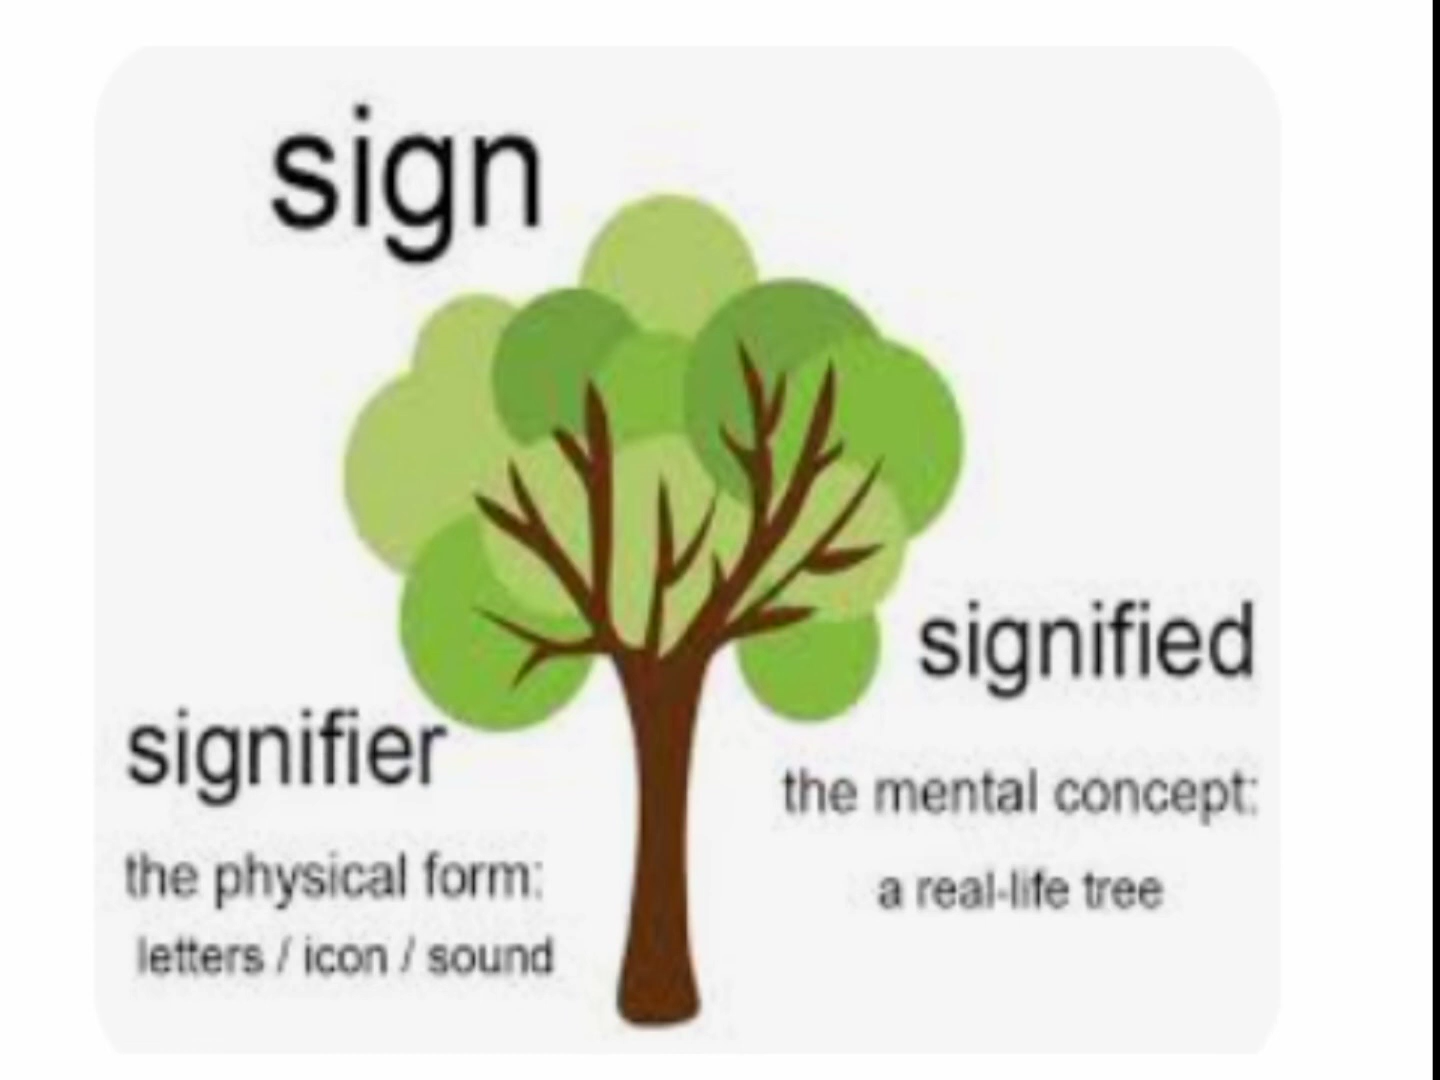 sign
signified
signifier
the mental concept:
a real-life tree
the physical form:
letters / icon / sound